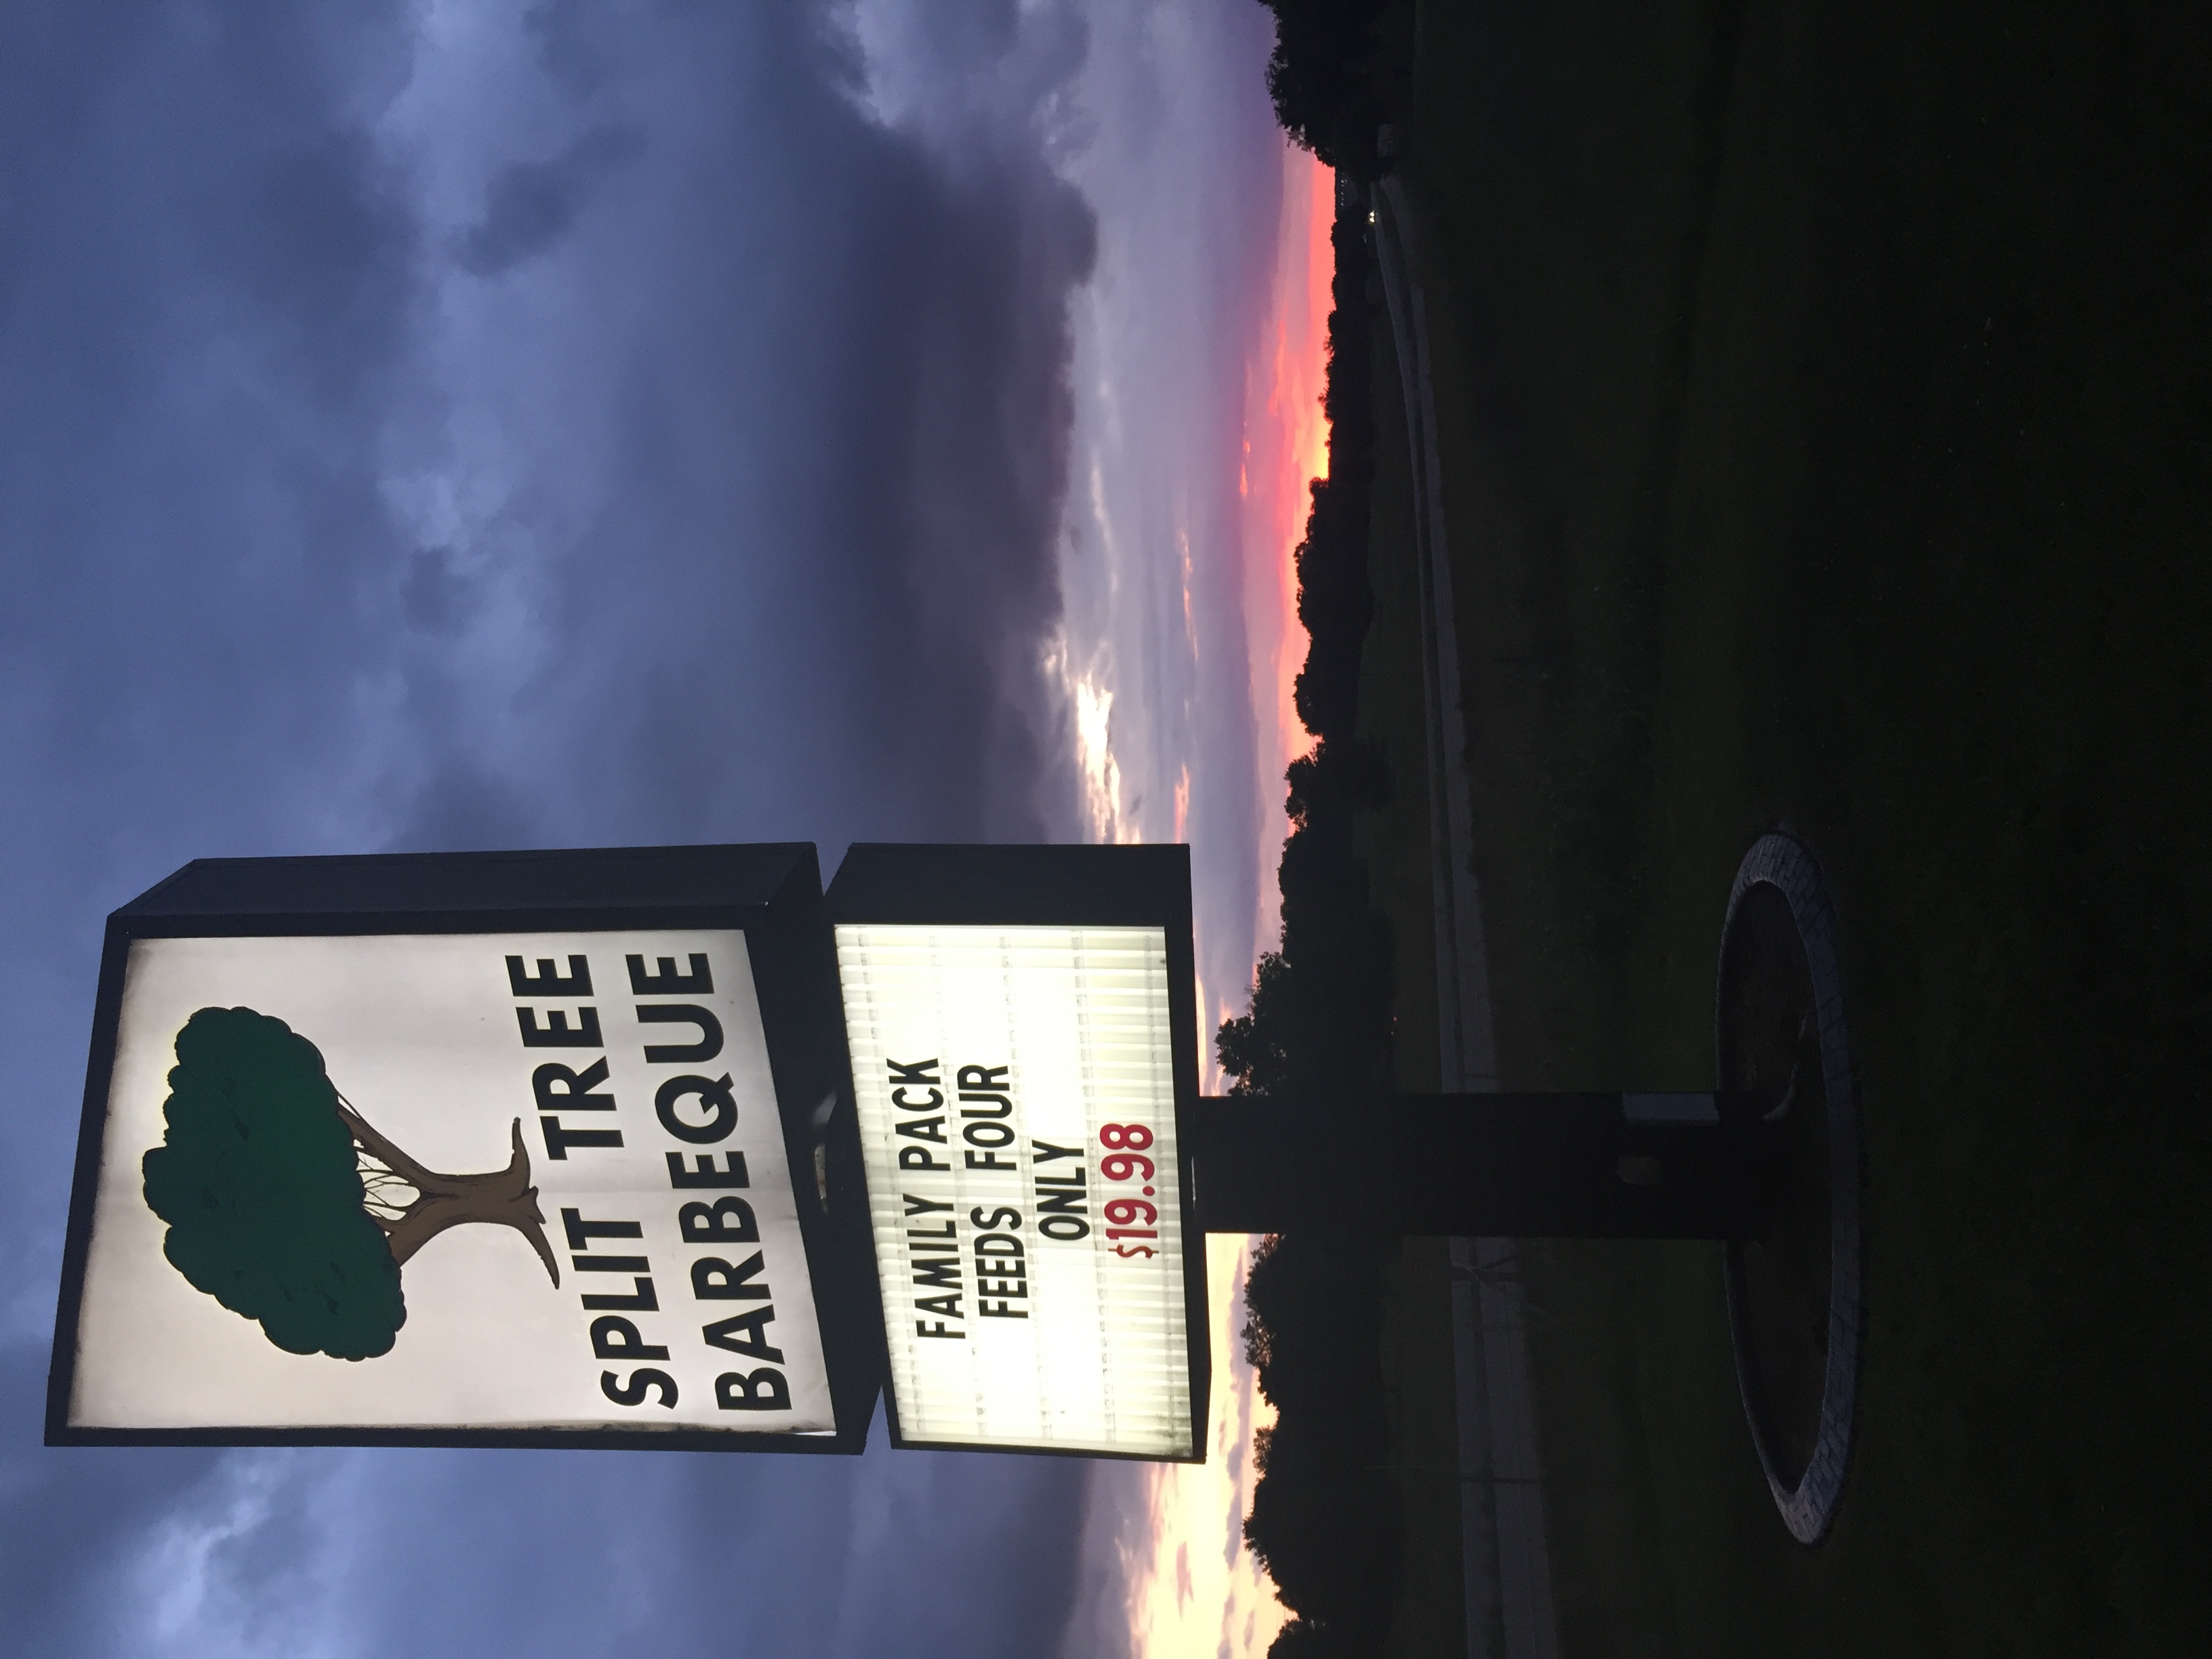 SPLIT TREE
BARBEQUE
FAMILY PACK
FEEDS FOUR
ONLY
$19.98